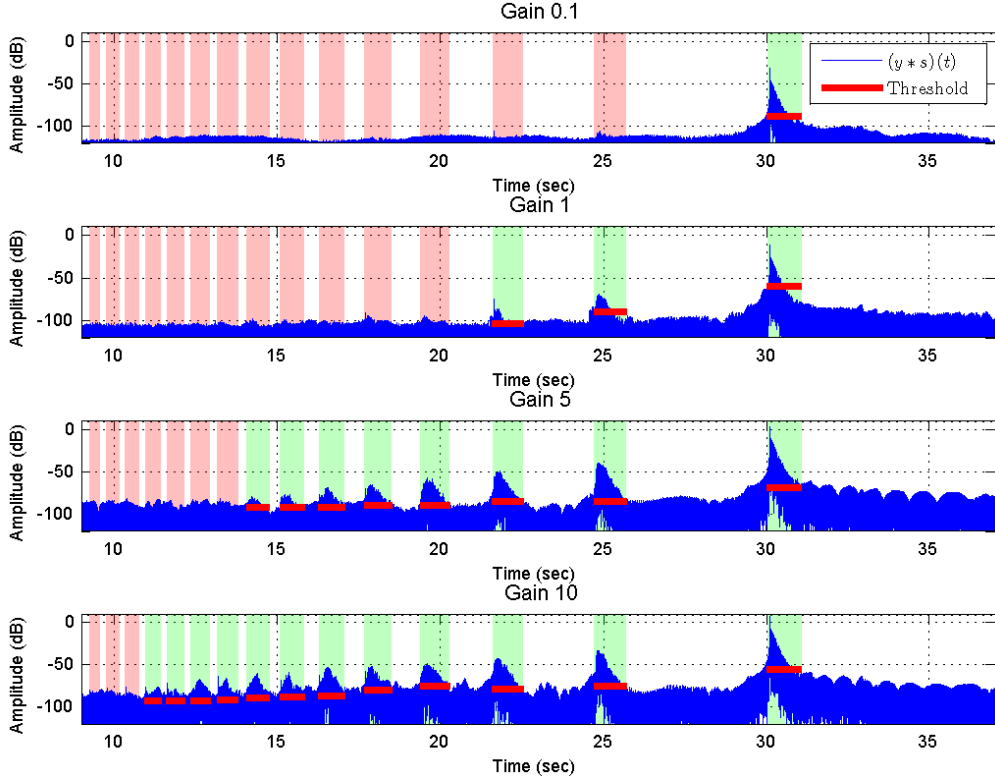 Gain 0.1
Amplitude (dB)
0
-50
-100
(y * s)(t)
Threshold
10 15 20 25 30 35
Time (sec)
Gain 1
Amplitude (dB)
0
-50
-100
10 15 20 25 30 35
Time (sec)
Gain 5
Amplitude (dB)
0
-50
-100
10 15 20 25 30 35
Time (sec)
Gain 10
Amplitude (dB)
0
-50
-100
10 15 20 25 30 35
Time (sec)